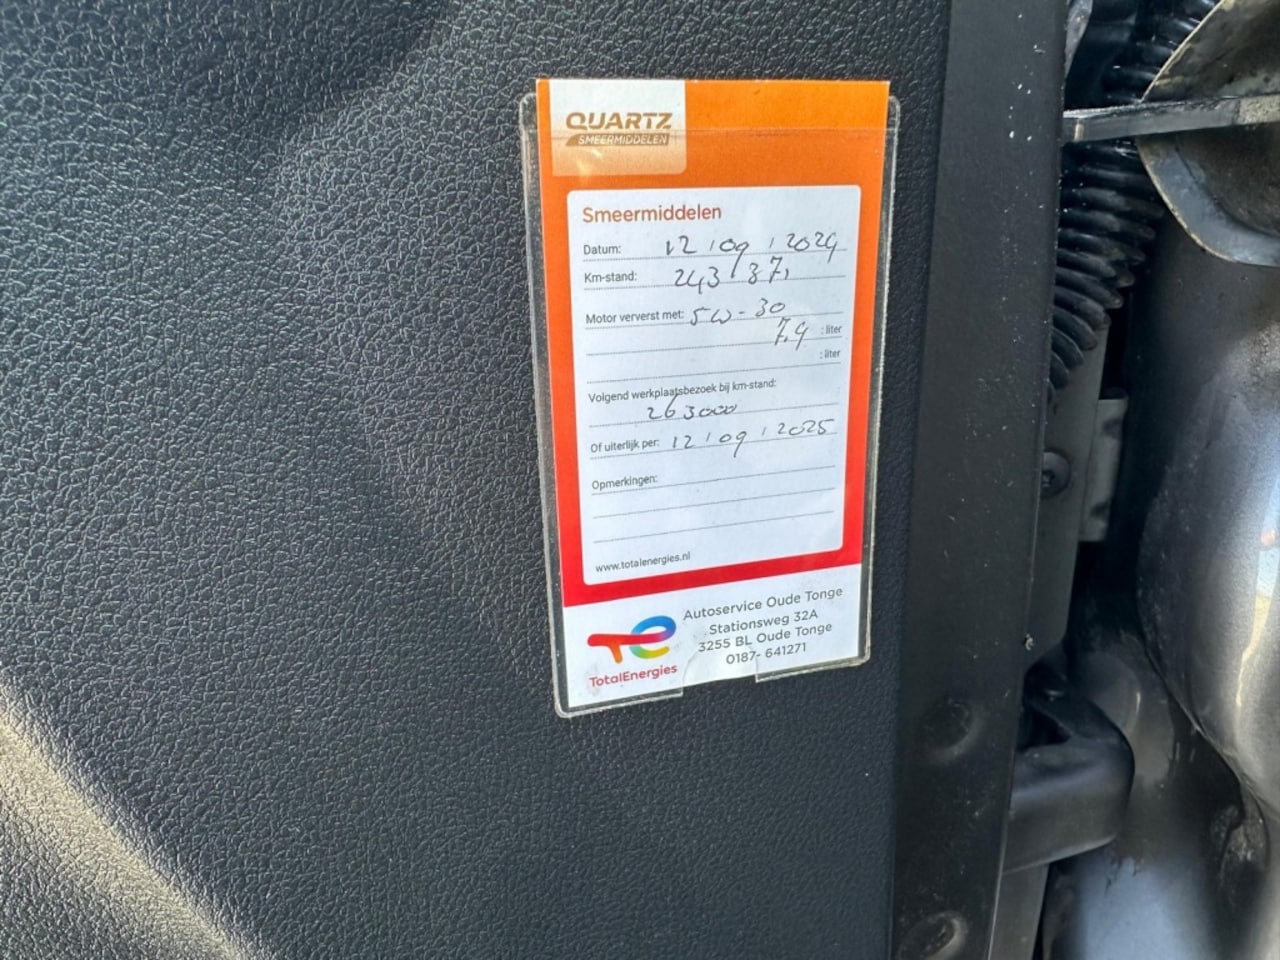 QUARTZ
SMEERMIDDELEN
Smeermiddelen
Datum: 12 / 09 / 2024
Km-stand:
Motor ververst met: 5W-30
7,4 : liter
: liter
Volgend werkplaatsbezoek bij km-stand:
263000
Of uiterlijk per: 12 / 09 / 2025
Opmerkingen:
www.totalenergies.nl
Autoservice Oude Tonge
Stationsweg 32A
3255 BL Oude Tonge
0187- 641271
TotalEnergies